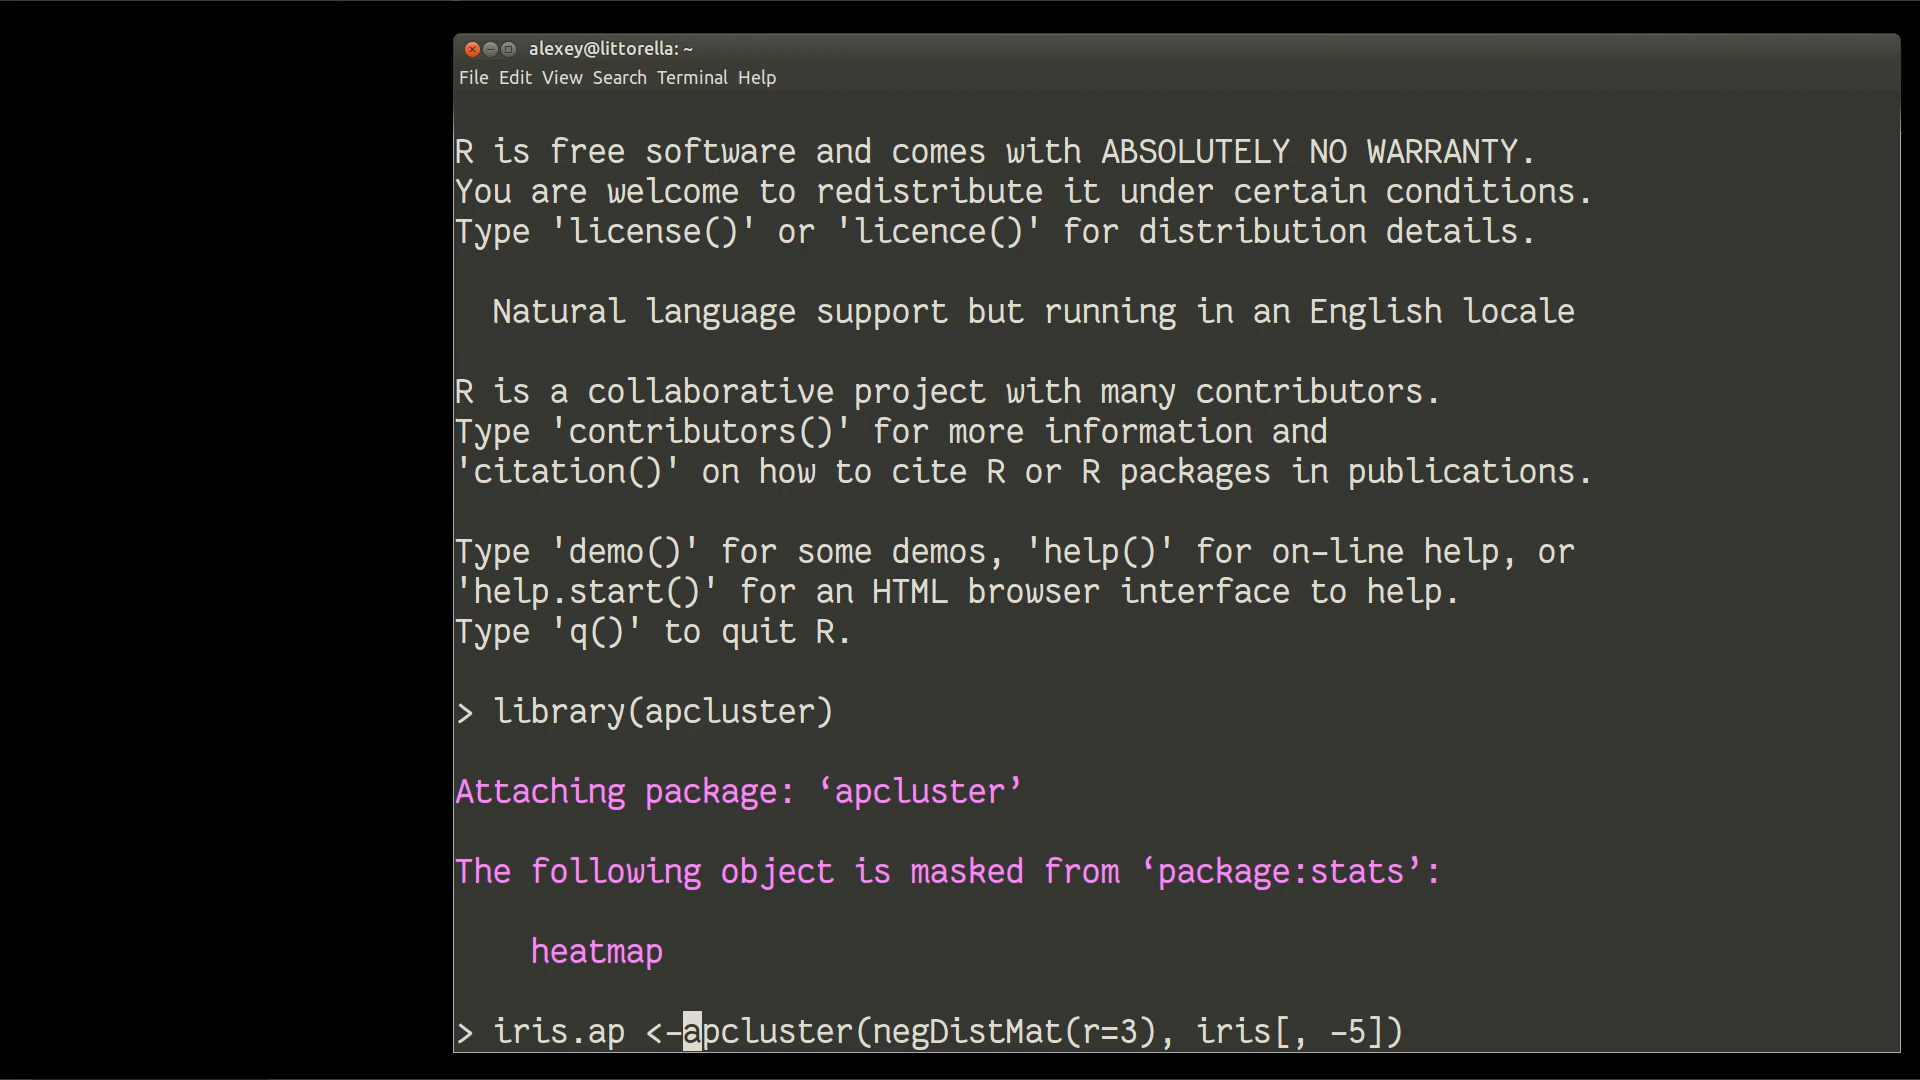 alexey@littorella: ~
File Edit View Search Terminal Help
R is free software and comes with ABSOLUTELY NO WARRANTY.
You are welcome to redistribute it under certain conditions.
Type 'license()' or 'licence()' for distribution details.
Natural language support but running in an English locale
R is a collaborative project with many contributors.
Type 'contributors()' for more information and
'citation()' on how to cite R or R packages in publications.
Type 'demo()' for some demos, 'help()' for on-line help, or
'help.start()' for an HTML browser interface to help.
Type 'q()' to quit R.
> library(apcluster)
Attaching package: ‘apcluster’
The following object is masked from ‘package:stats’:
heatmap
> iris.ap <-apcluster(negDistMat(r=3), iris[, -5])